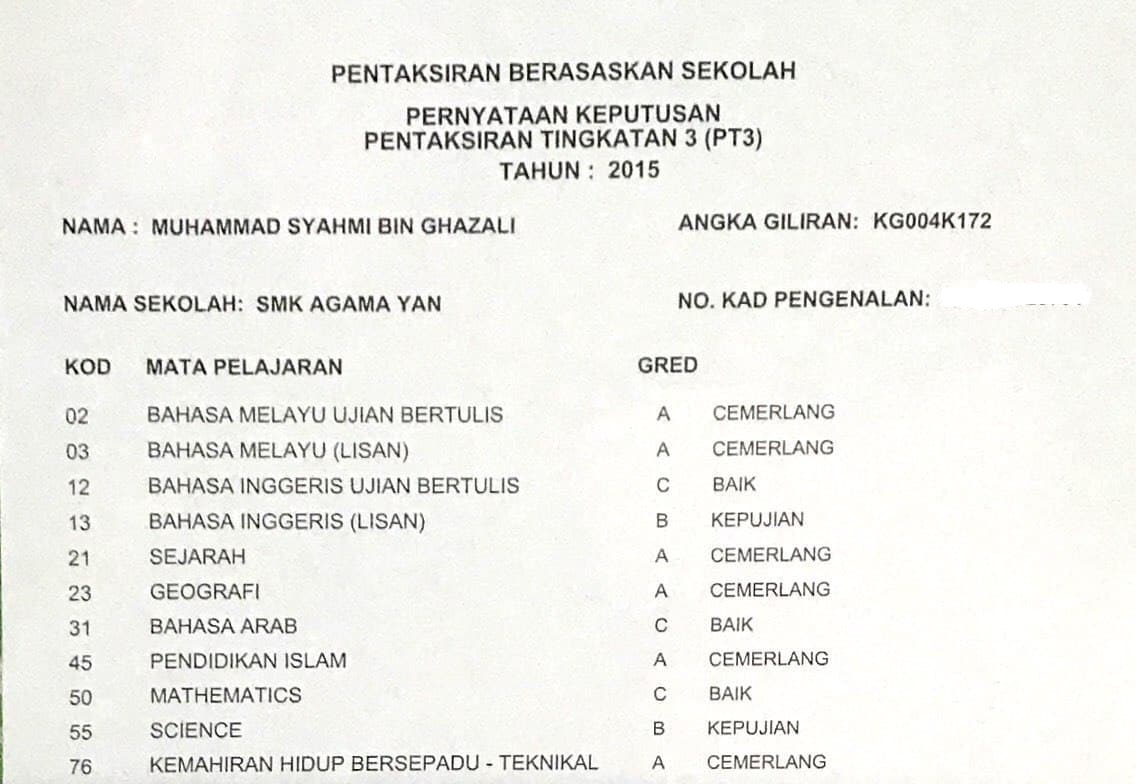 PENTAKSIRAN BERASASKAN SEKOLAH
PERNYATAAN KEPUTUSAN
PENTAKSIRAN TINGKATAN 3 (PT3)
TAHUN : 2015
NAMA : MUHAMMAD SYAHMI BIN GHAZALI ANGKA GILIRAN: KG004K172
NAMA SEKOLAH: SMK AGAMA YAN NO. KAD PENGENALAN:
KOD MATA PELAJARAN GRED
02 BAHASA MELAYU UJIAN BERTULIS A CEMERLANG
03 BAHASA MELAYU (LISAN) A CEMERLANG
12 BAHASA INGGERIS UJIAN BERTULIS C BAIK
13 BAHASA INGGERIS (LISAN) B KEPUJIAN
21 SEJARAH A CEMERLANG
23 GEOGRAFI A CEMERLANG
31 BAHASA ARAB C BAIK
45 PENDIDIKAN ISLAM A CEMERLANG
50 MATHEMATICS C BAIK
55 SCIENCE B KEPUJIAN
76 KEMAHIRAN HIDUP BERSEPADU - TEKNIKAL A CEMERLANG